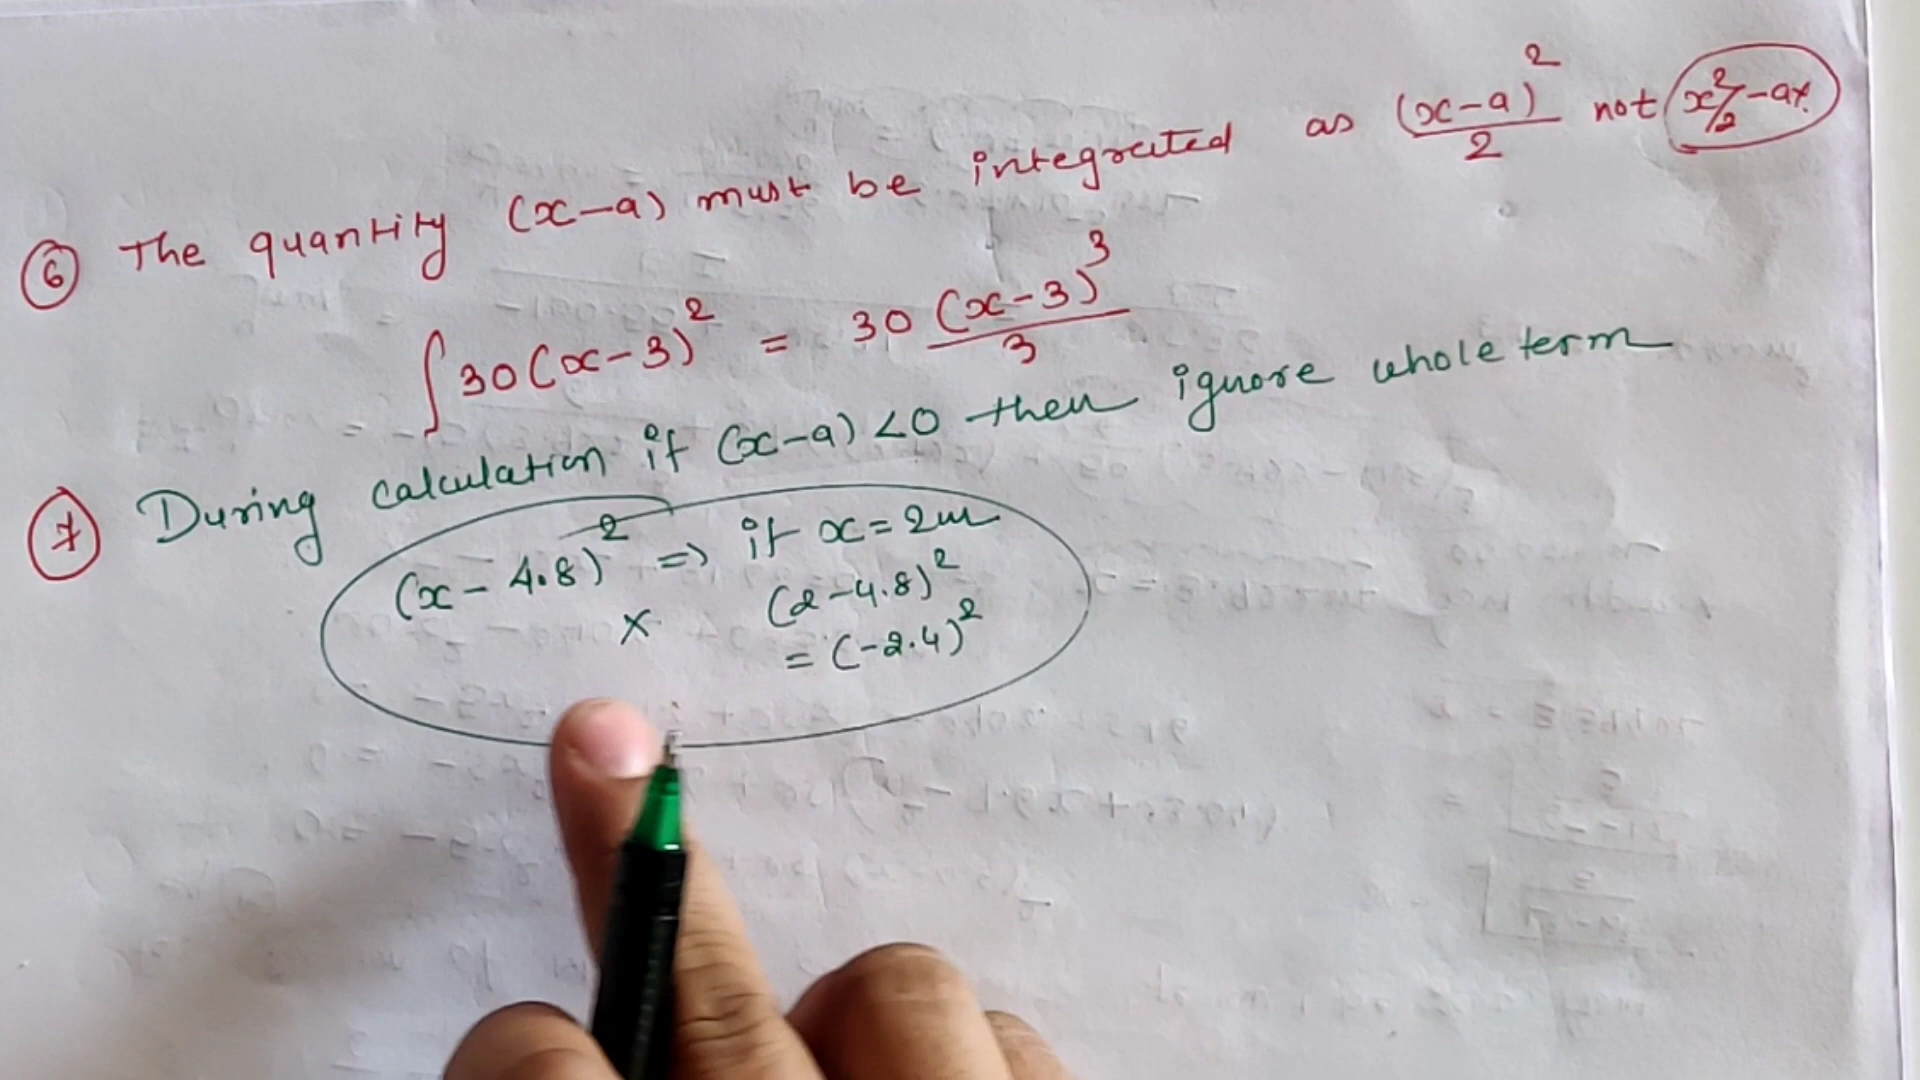 ⑥ The quantity (x-a) must be integrated as (x-a)²/2 not x²/2 - ax.
∫30(x-3)² = 30 (x-3)³/3
⑦ During calculation if (x-a) <0 then ignore whole term
(x - 4.8)² => if x = 2m
x (2-4.8)²
= (-2.4)²